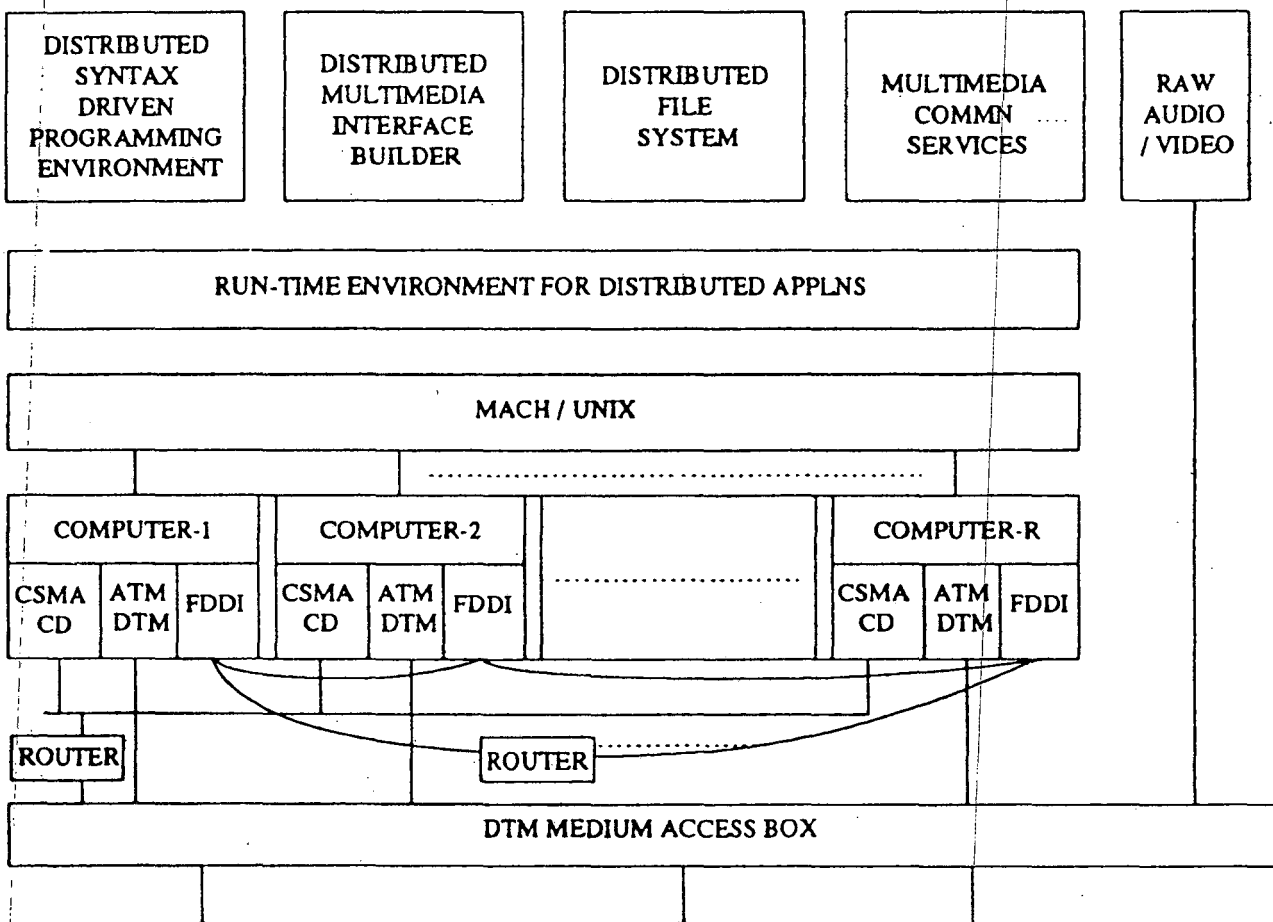 DISTRIBUTED
SYNTAX
DRIVEN
PROGRAMMING
ENVIRONMENT
DISTRIBUTED
MULTIMEDIA
INTERFACE
BUILDER
DISTRIBUTED
FILE
SYSTEM
MULTIMEDIA
COMMN
SERVICES
RAW
AUDIO
/ VIDEO
RUN-TIME ENVIRONMENT FOR DISTRIBUTED APPLNS
MACH / UNIX
COMPUTER-1
CSMA
CD
ATM
DTM
FDDI
COMPUTER-2
CSMA
CD
ATM
DTM
FDDI
COMPUTER-R
CSMA
CD
ATM
DTM
FDDI
ROUTER
ROUTER
DTM MEDIUM ACCESS BOX